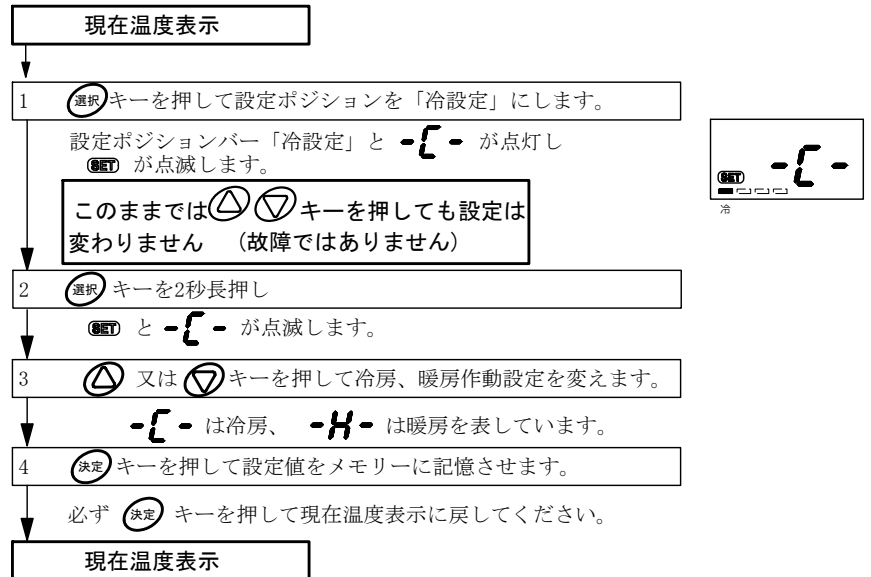 現在温度表示
1 選択キーを押して設定ポジションを「冷設定」にします。
設定ポジションバー「冷設定」と -C- が点灯し
SET が点滅します。
SET -C-
冷
このままでは△▽キーを押しても設定は
変わりません (故障ではありません)
2 選択キーを2秒長押し
SET と -C- が点滅します。
3 △ 又は ▽キーを押して冷房、暖房作動設定を変えます。
-C- は冷房、 -H- は暖房を表しています。
4 決定キーを押して設定値をメモリーに記憶させます。
必ず 決定 キーを押して現在温度表示に戻してください。
現在温度表示